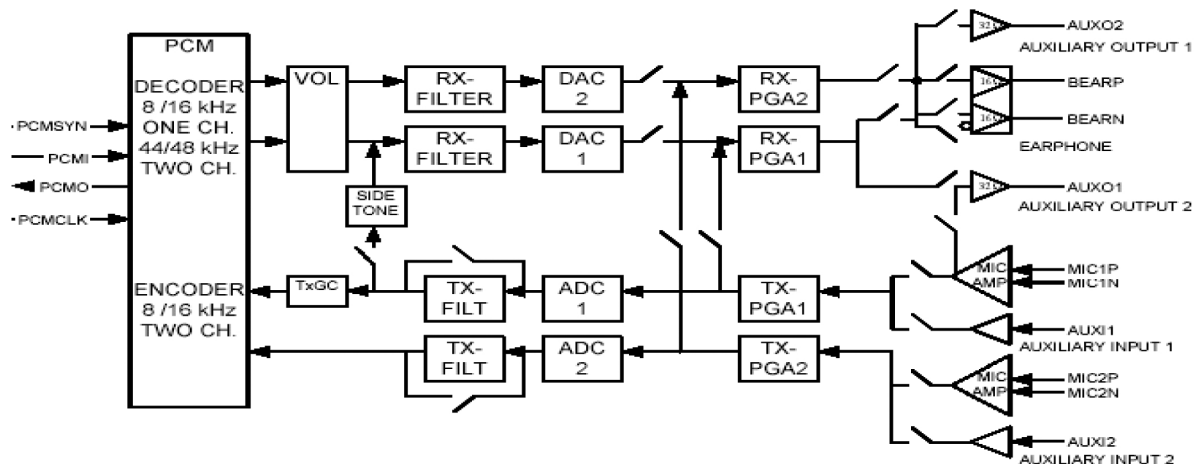 PCM
DECODER
8 /16 kHz
ONE CH.
44/48 kHz
TWO CH.
ENCODER
8 /16 kHz
TWO CH.
PCMSYN
PCMI
PCMO
PCMCLK
VOL
RX-
FILTER
DAC
2
RX-
PGA2
RX-
FILTER
DAC
1
RX-
PGA1
SIDE
TONE
TxGC
TX-
FILT
ADC
1
TX-
PGA1
TX-
FILT
ADC
2
TX-
PGA2
32 Ω
AUXO2
AUXILIARY OUTPUT 1
16 Ω
BEARP
16 Ω
BEARN
EARPHONE
32 Ω
AUXO1
AUXILIARY OUTPUT 2
MIC
AMP
MIC1P
MIC1N
AUXI1
AUXILIARY INPUT 1
MIC
AMP
MIC2P
MIC2N
AUXI2
AUXILIARY INPUT 2